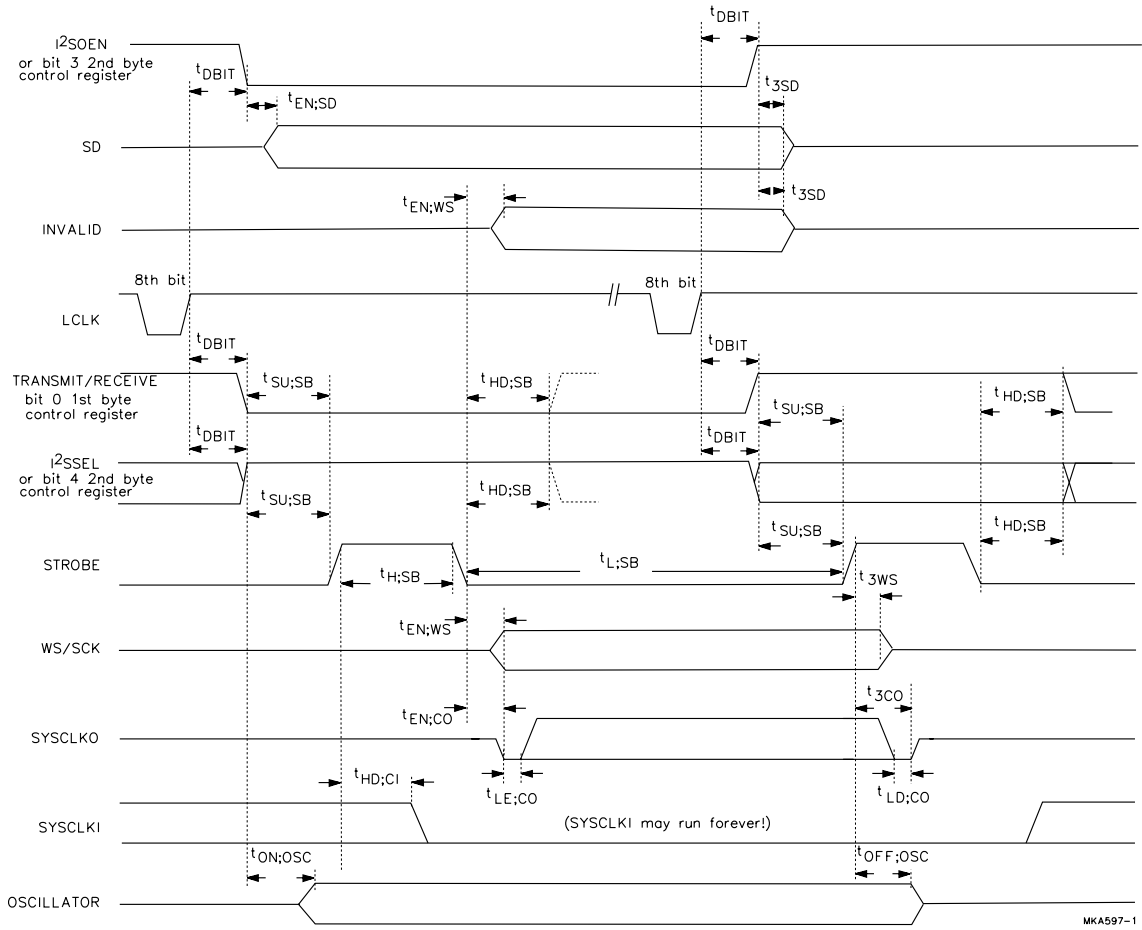 tDBIT
I2SOEN
or bit 3 2nd byte
control register
tDBIT
tEN;SD
t3SD
SD
t3SD
tEN;WS
INVALID
8th bit
8th bit
LCLK
tDBIT
tDBIT
TRANSMIT/RECEIVE
bit 0 1st byte
control register
tSU;SB
tHD;SB
tSU;SB
tHD;SB
tDBIT
tDBIT
I2SSEL
or bit 4 2nd byte
control register
tSU;SB
tHD;SB
tSU;SB
tHD;SB
STROBE
tH;SB
tL;SB
t3WS
tEN;WS
WS/SCK
t3CO
tEN;CO
SYSCLKO
tHD;CI
tLE;CO
tLD;CO
SYSCLKI
(SYSCLKI may run forever!)
tON;OSC
tOFF;OSC
OSCILLATOR
MKA597-1